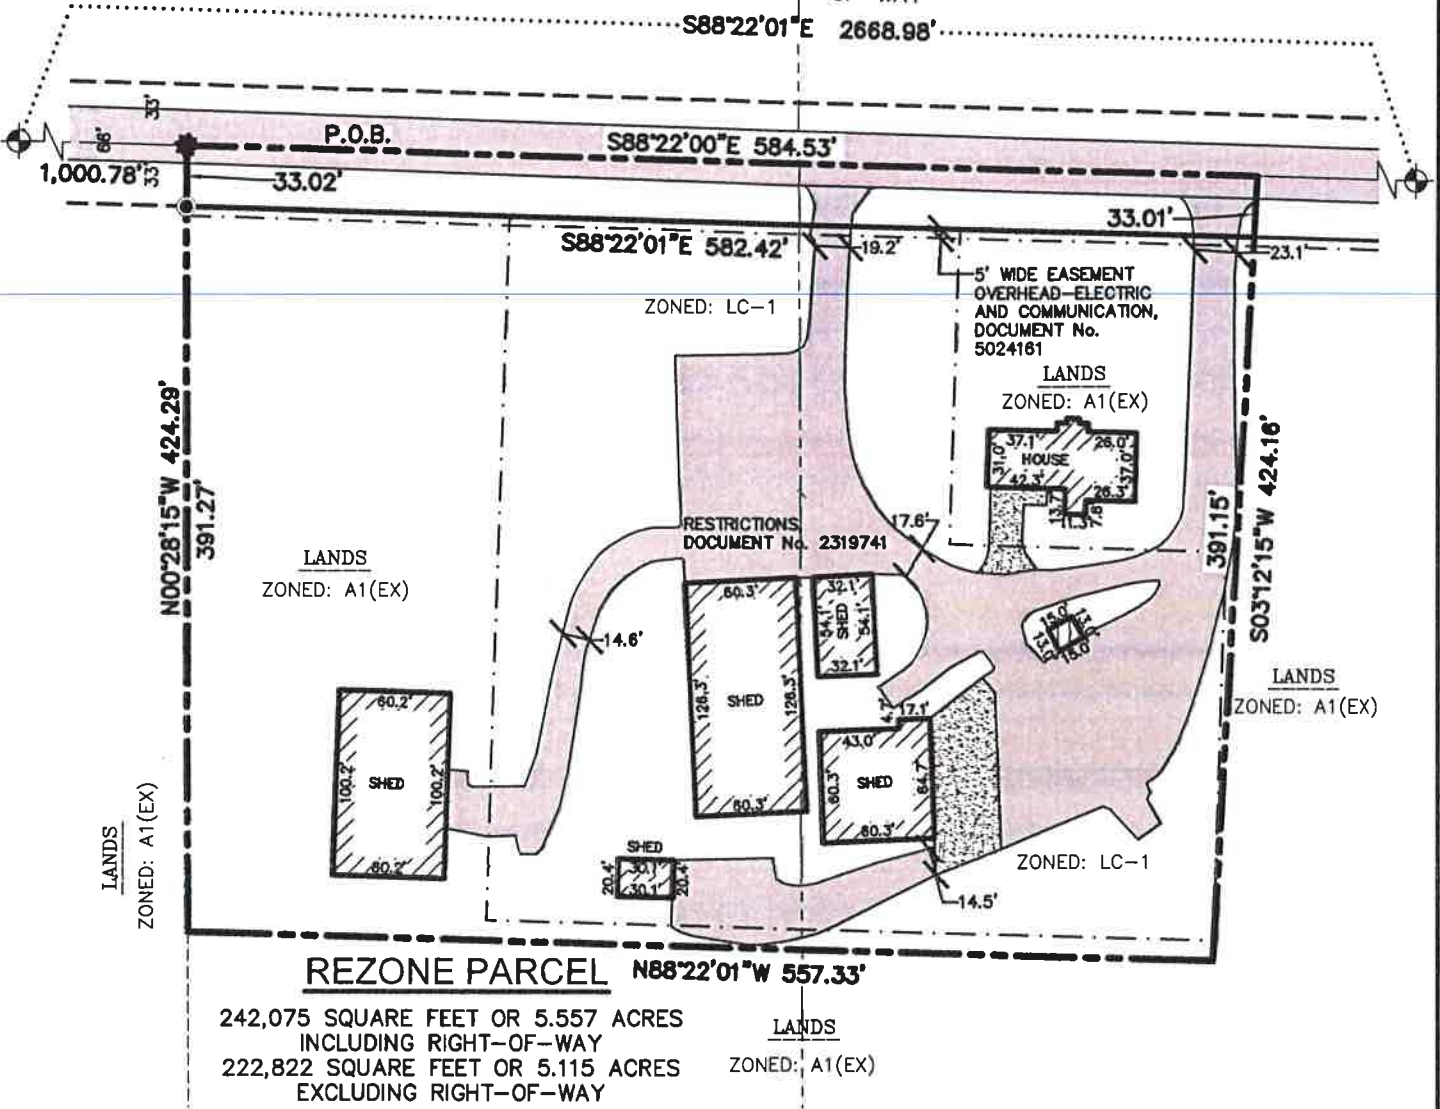 S88°22'01"E 2668.98'
33'
66'
33'
P.O.B.
S88°22'00"E 584.53'
1,000.78'
33.02'
33.01'
S88°22'01"E 582.42'
19.2'
23.1'
5' WIDE EASEMENT
OVERHEAD-ELECTRIC
AND COMMUNICATION,
DOCUMENT No.
5024161
ZONED: LC-1
LANDS
ZONED: A1(EX)
37.1'
26.0'
31.0'
HOUSE
37.0'
42.3'
26.3'
13.7'
11.3'
7.8'
N00°28'15"W 424.29'
391.27'
391.15'
S03°12'15"W 424.16'
RESTRICTIONS,
DOCUMENT No. 2319741
17.6'
LANDS
ZONED: A1(EX)
60.3'
32.1'
54.1'
SHED
54.1'
32.1'
15.0'
13.0'
13.0'
15.0'
14.6'
126.3'
SHED
126.3'
60.3'
LANDS
ZONED: A1(EX)
60.2'
100.2'
SHED
100.2'
60.2'
4.7'
17.1'
43.0'
60.3'
SHED
64.7'
60.3'
SHED
30.1'
20.4'
20.4'
30.1'
ZONED: LC-1
14.5'
LANDS
ZONED: A1(EX)
REZONE PARCEL
N88°22'01"W 557.33'
242,075 SQUARE FEET OR 5.557 ACRES
INCLUDING RIGHT-OF-WAY
222,822 SQUARE FEET OR 5.115 ACRES
EXCLUDING RIGHT-OF-WAY
LANDS
ZONED: A1(EX)